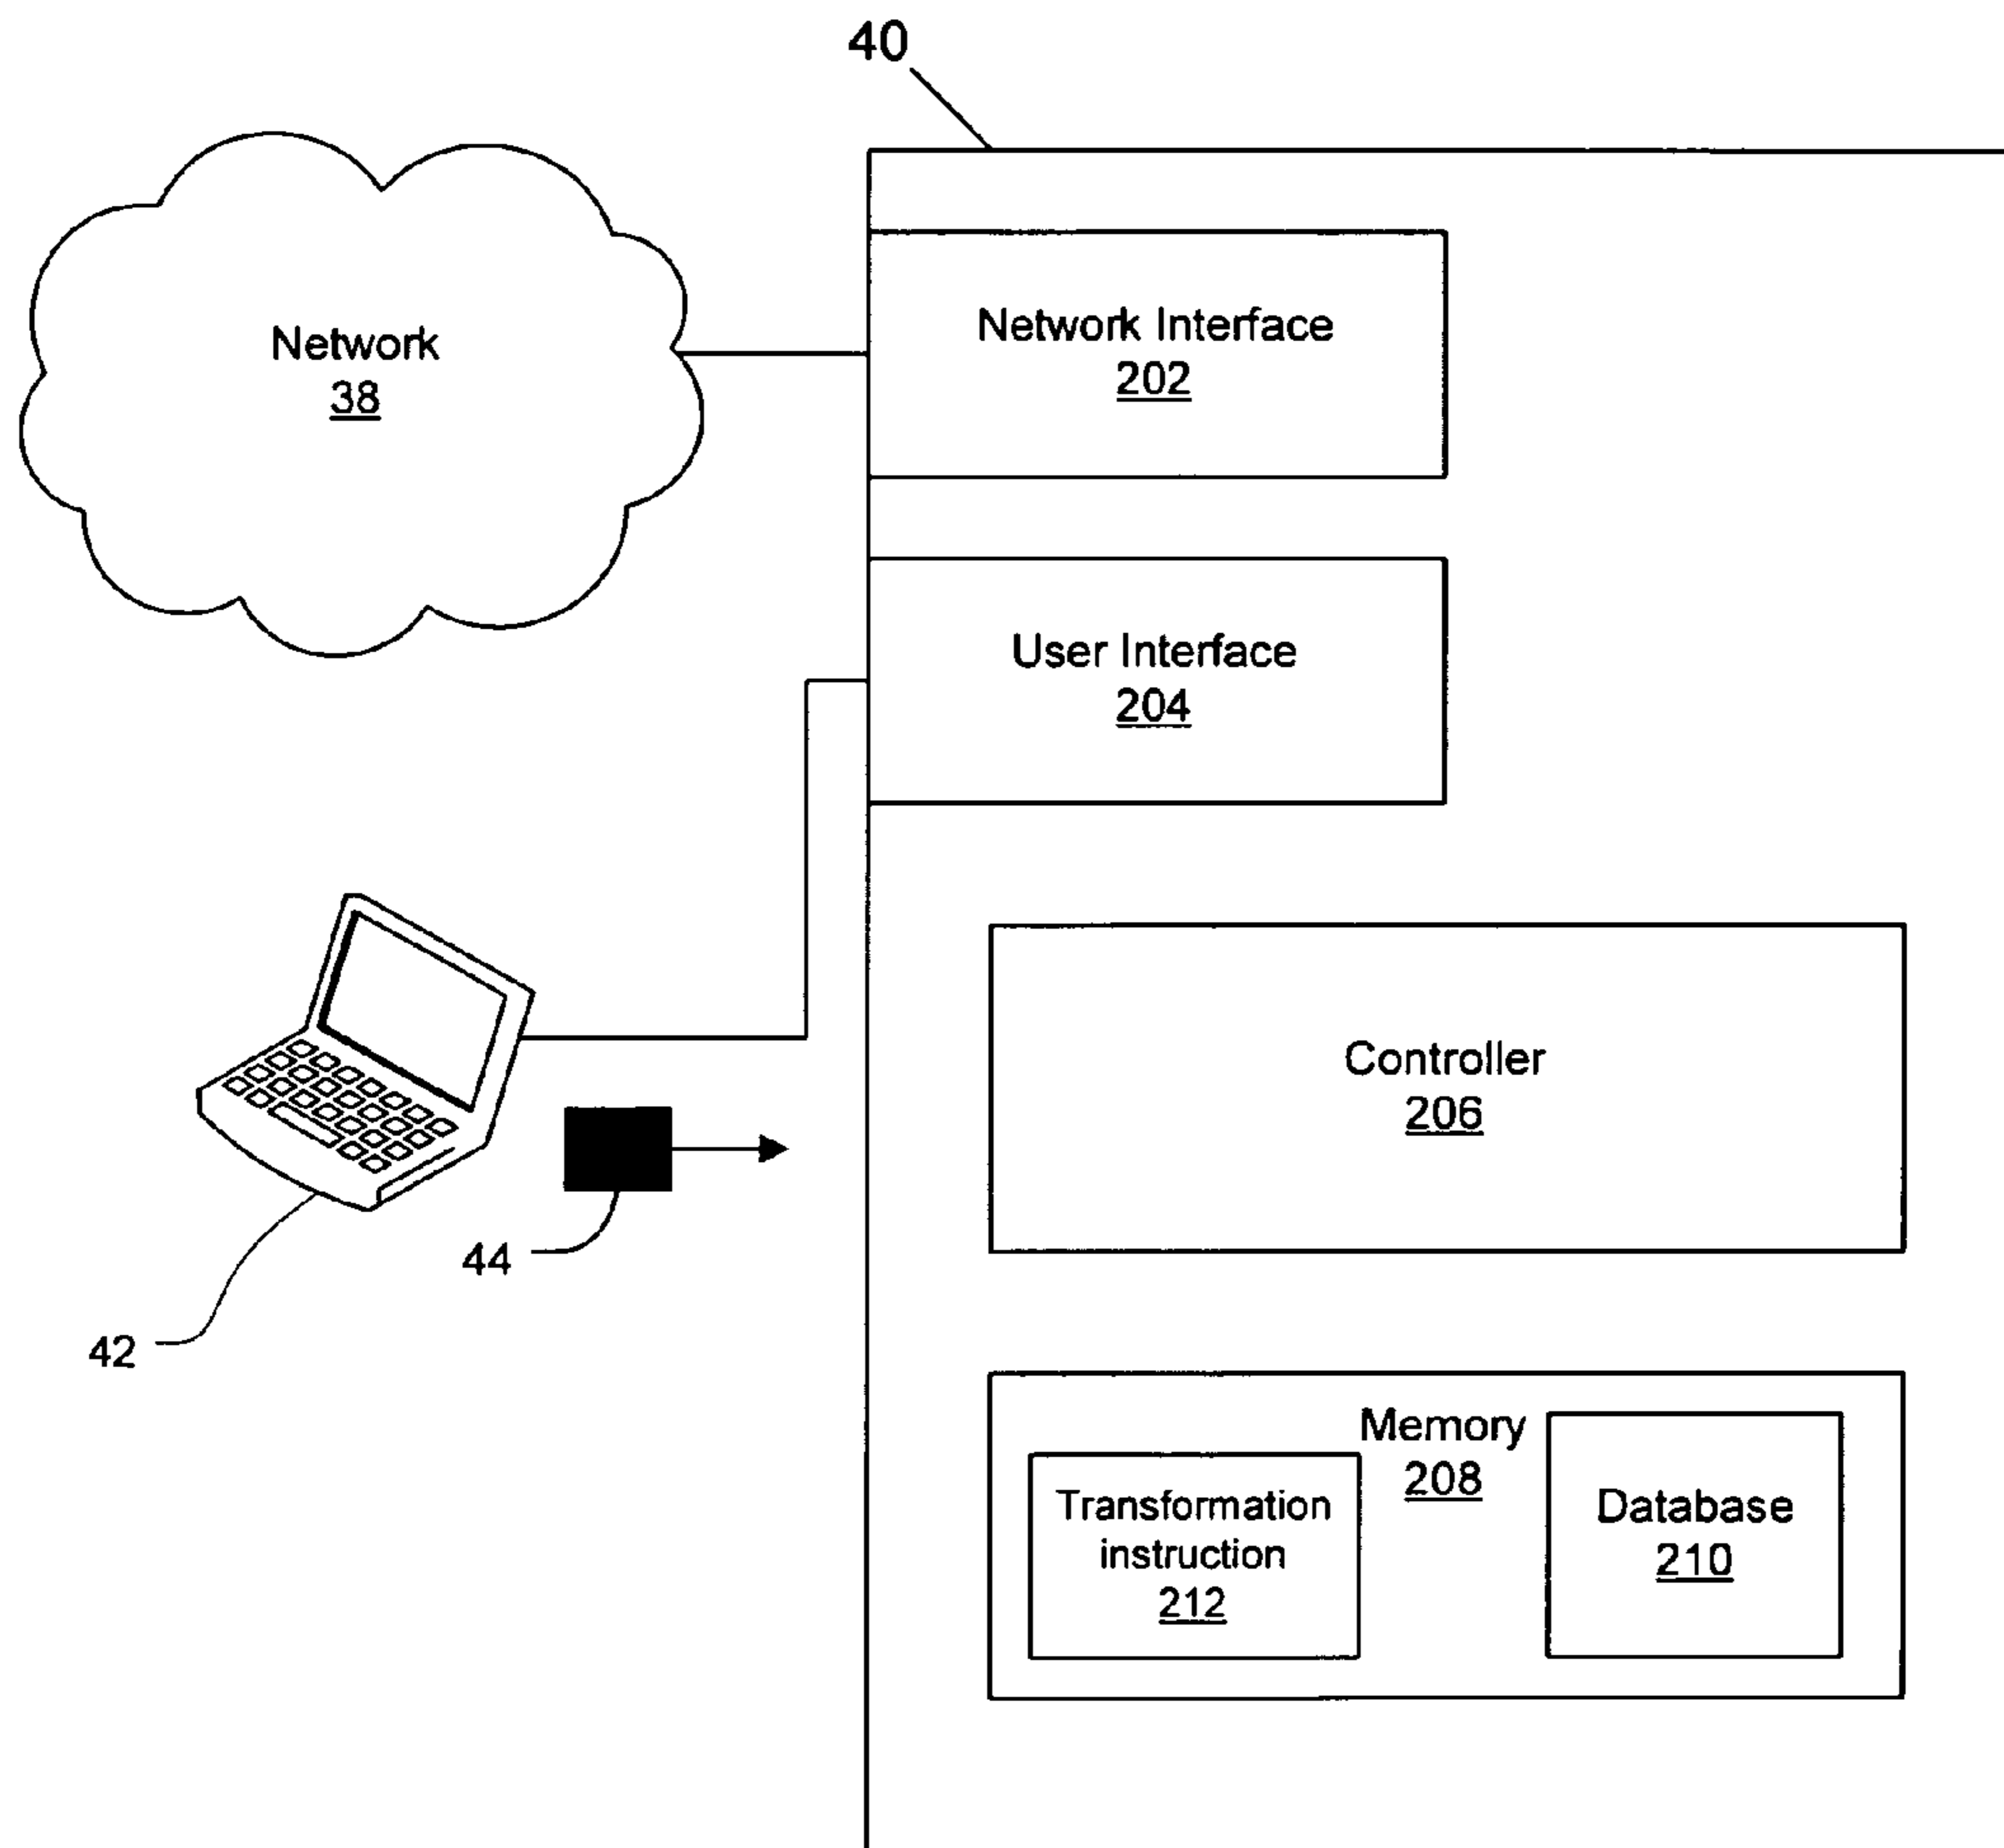 40
Network
38
Network Interface
202
User Interface
204
Controller
206
44
42
Memory
208
Transformation
instruction
212
Database
210